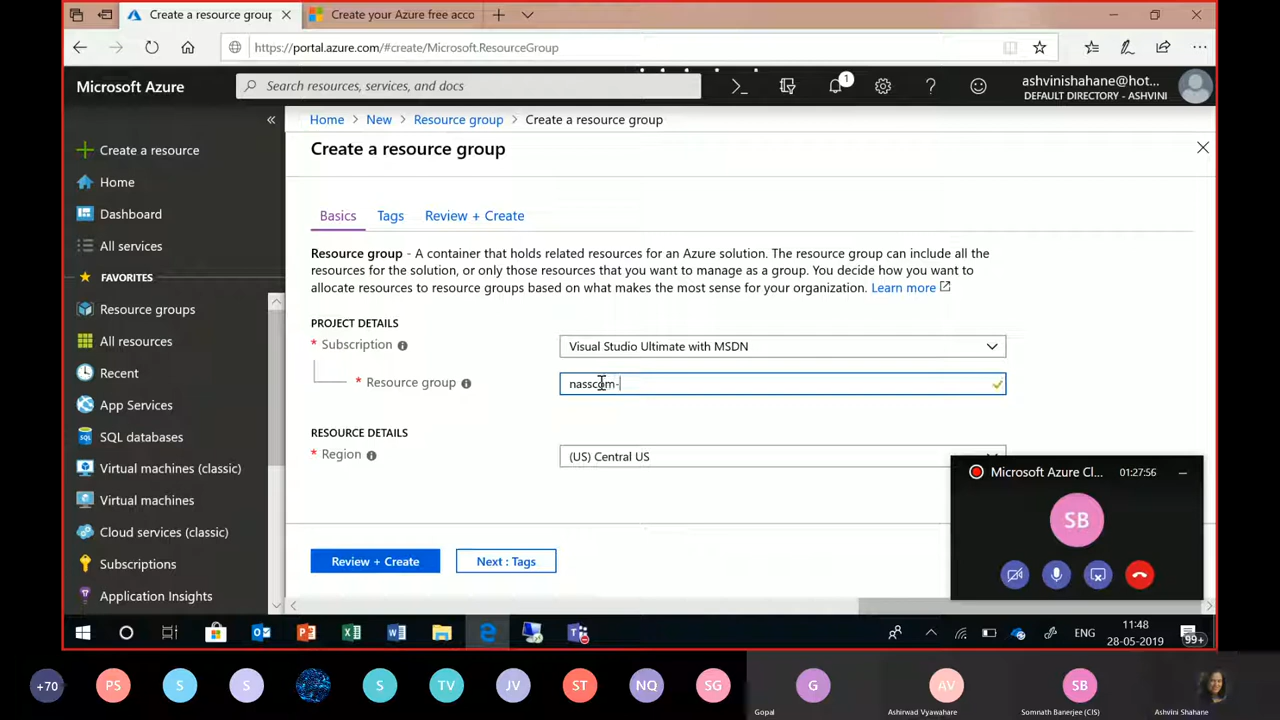 Create a resource group
Create your Azure free acco
https://portal.azure.com/#create/Microsoft.ResourceGroup
Microsoft Azure
Search resources, services, and docs
1
ashvinishahane@hot...
DEFAULT DIRECTORY - ASHVINI
Home
New
Resource group
Create a resource group
Create a resource group
Create a resource
Home
Dashboard
All services
FAVORITES
Resource groups
All resources
Recent
App Services
SQL databases
Virtual machines (classic)
Virtual machines
Cloud services (classic)
Subscriptions
Application Insights
Basics
Tags
Review + Create
Resource group - A container that holds related resources for an Azure solution. The resource group can include all the
resources for the solution, or only those resources that you want to manage as a group. You decide how you want to
allocate resources to resource groups based on what makes the most sense for your organization. Learn more
PROJECT DETAILS
* Subscription
Visual Studio Ultimate with MSDN
* Resource group
nasscom-
RESOURCE DETAILS
* Region
(US) Central US
Review + Create
Next : Tags
Microsoft Azure Cl...
01:27:56
SB
ENG
11:48
28-05-2019
99+
+70
PS
S
S
S
TV
JV
ST
NQ
SG
G
AV
SB
Gopal
Ashirwad Vyawahare
Somnath Banerjee (CIS)
Ashvini Shahane